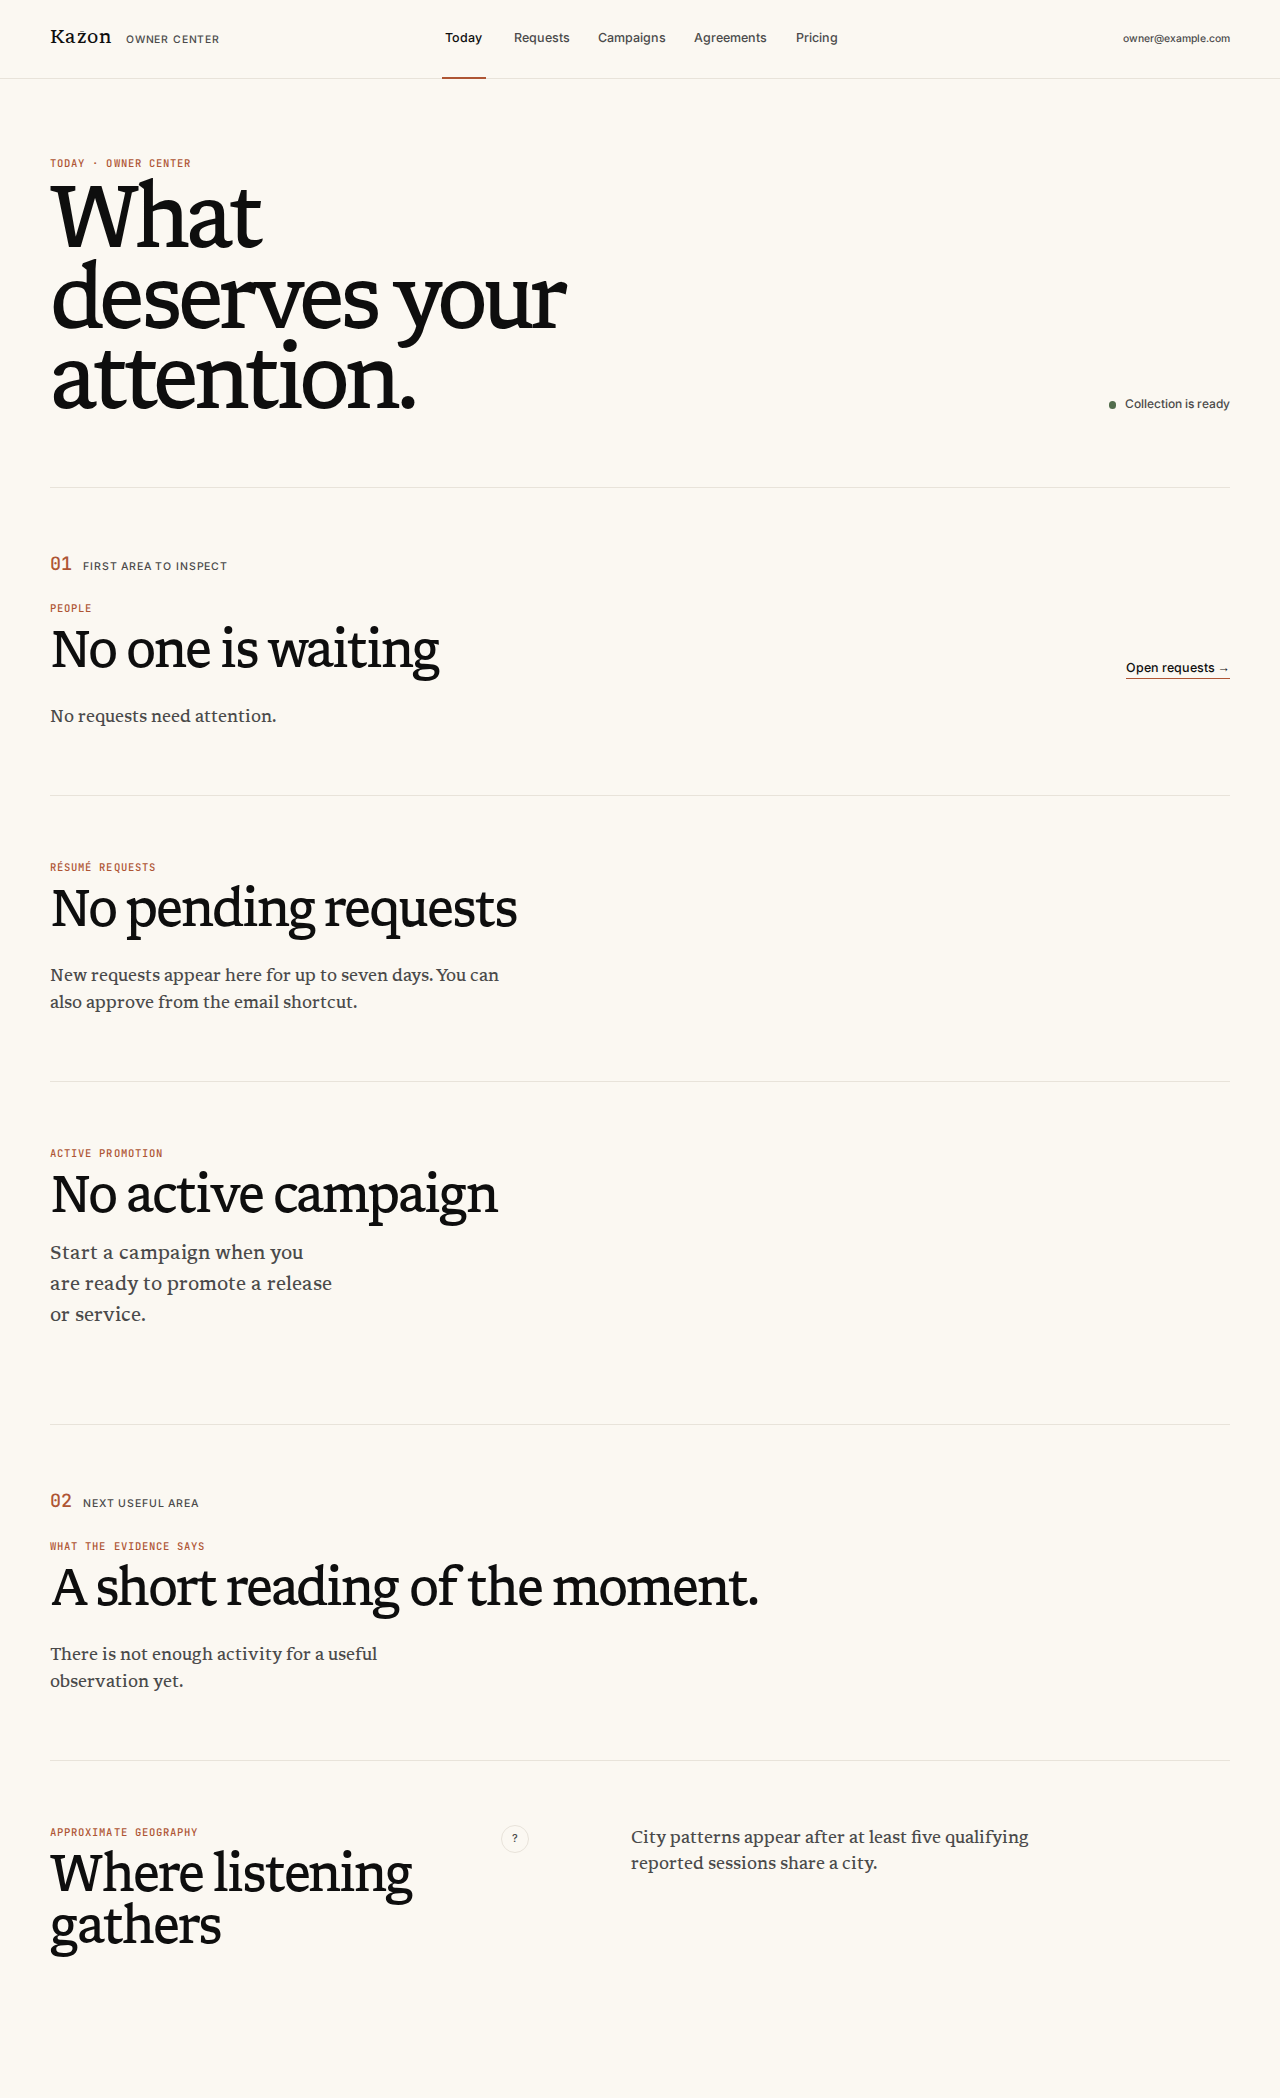 Kažon OWNER CENTER Today Requests Campaigns Agreements Pricing owner@example.com
TODAY · OWNER CENTER
What
deserves your
attention.
Collection is ready
01 FIRST AREA TO INSPECT
PEOPLE
No one is waiting
Open requests →
No requests need attention.
RÉSUMÉ REQUESTS
No pending requests
New requests appear here for up to seven days. You can
also approve from the email shortcut.
ACTIVE PROMOTION
No active campaign
Start a campaign when you
are ready to promote a release
or service.
02 NEXT USEFUL AREA
WHAT THE EVIDENCE SAYS
A short reading of the moment.
There is not enough activity for a useful
observation yet.
APPROXIMATE GEOGRAPHY
?
Where listening
gathers
City patterns appear after at least five qualifying
reported sessions share a city.